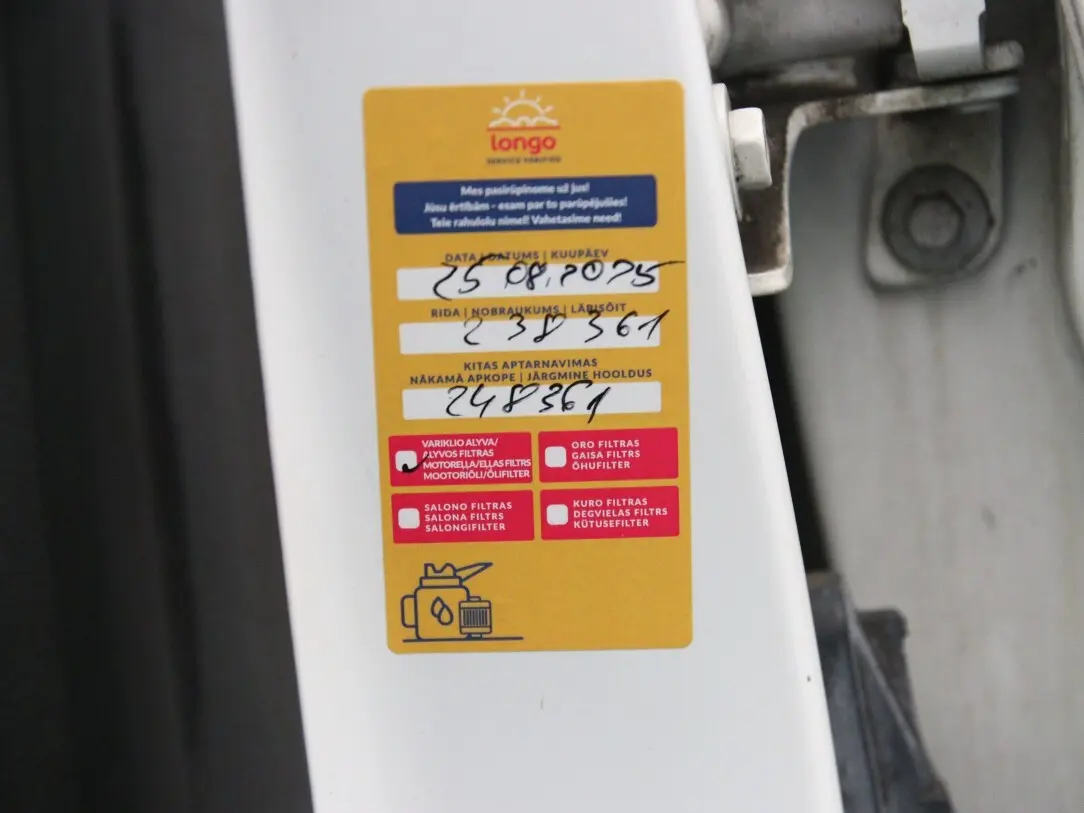 longo
SERVICE VERIFIED
Mes pasirūpinome už jus!
Jūsu ērtībām - esam par to parūpējušies!
Teie rahulolu nimel! Vahetasime need!
DATA | DATUMS | KUUPÄEV
25 08.2025
RIDA | NOBRAUKUMS | LÄBISÕIT
238 361
KITAS APTARNAVIMAS
NĀKAMĀ APKOPE | JÄRGMINE HOOLDUS
248361
VARIKLIO ALYVA/
ALYVOS FILTRAS
MOTOREĻĻA/EĻĻAS FILTRS
MOOTORIÕLI/ÕLIFILTER
ORO FILTRAS
GAISA FILTRS
ÕHUFILTER
SALONO FILTRAS
SALONA FILTRS
SALONGIFILTER
KURO FILTRAS
DEGVIELAS FILTRS
KÜTUSEFILTER